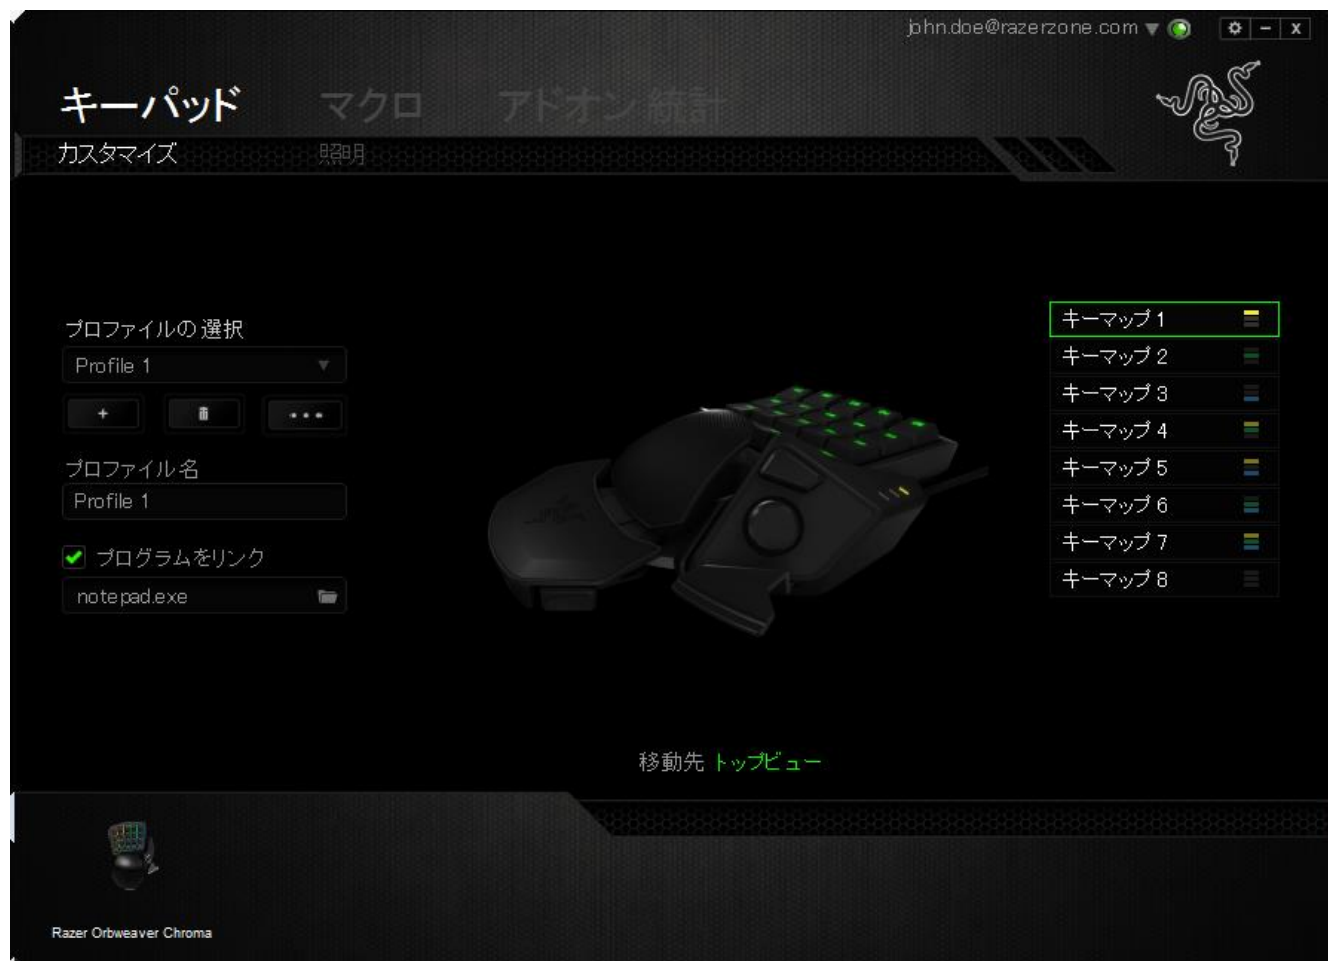 john.doe@razerzone.com
キーパッド マクロ アドオン 統計
カスタマイズ 照明
プロファイルの選択
Profile 1
プロファイル名
Profile 1
プログラムをリンク
notepad.exe
キーマップ 1
キーマップ 2
キーマップ 3
キーマップ 4
キーマップ 5
キーマップ 6
キーマップ 7
キーマップ 8
移動先 トップビュー
Razer Orbweaver Chroma